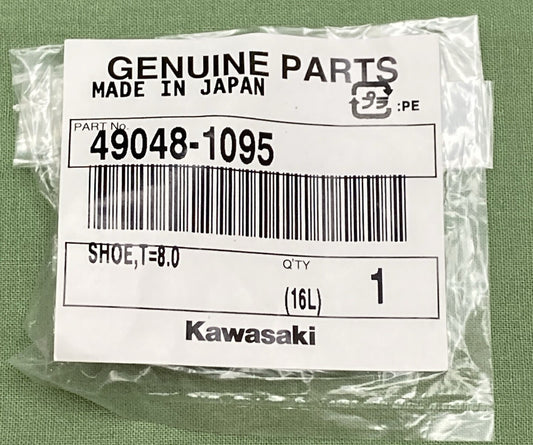 GENUINE PARTS
MADE IN JAPAN
プラ :PE
PART No.
49048-1095
SHOE,T=8.0
Q'TY
(16L) 1
Kawasaki